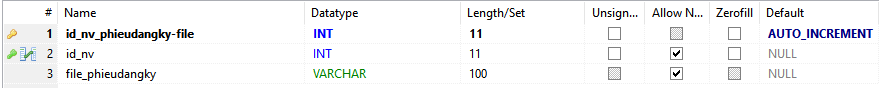 # Name Datatype Length/Set Unsign... Allow N... Zerofill Default
1 id_nv_phieudangky-file INT 11 AUTO_INCREMENT
2 id_nv INT 11 NULL
3 file_phieudangky VARCHAR 100 NULL